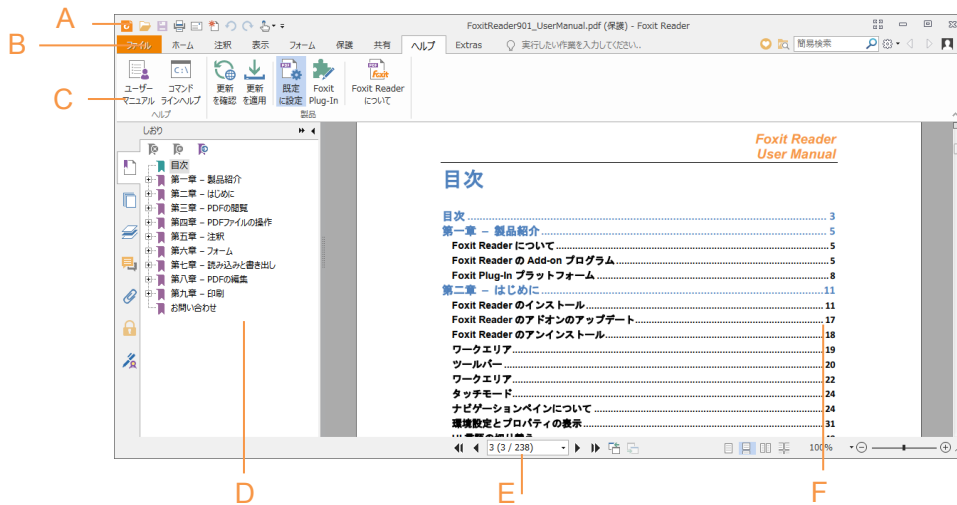 A
FoxitReader901_UserManual.pdf (保護) - Foxit Reader
B
ファイル ホーム 注釈 表示 フォーム 保護 共有 ヘルプ Extras 実行したい作業を入力してください.. 簡易検索
C
ユーザー マニュアル
コマンド ラインヘルプ
更新 を確認
更新 を適用
既定 に設定
Foxit Plug-In
Foxit Reader について
ヘルプ 製品
しおり
目次
第一章 – 製品紹介
第二章 – はじめに
第三章 – PDFの閲覧
第四章 – PDFファイルの操作
第五章 – 注釈
第六章 – フォーム
第七章 – 読み込みと書き出し
第八章 – PDFの編集
第九章 – 印刷
お問い合わせ
Foxit Reader
User Manual
目次
目次 3
第一章 – 製品紹介 5
Foxit Reader について 5
Foxit Reader の Add-on プログラム 5
Foxit Plug-In プラットフォーム 8
第二章 – はじめに 11
Foxit Reader のインストール 11
Foxit Reader のアドオンのアップデート 17
Foxit Reader のアンインストール 18
ワークエリア 19
ツールバー 20
ワークエリア 22
タッチモード 24
ナビゲーションペインについて 24
環境設定とプロパティの表示 31
3 (3 / 238) 100%
D E F